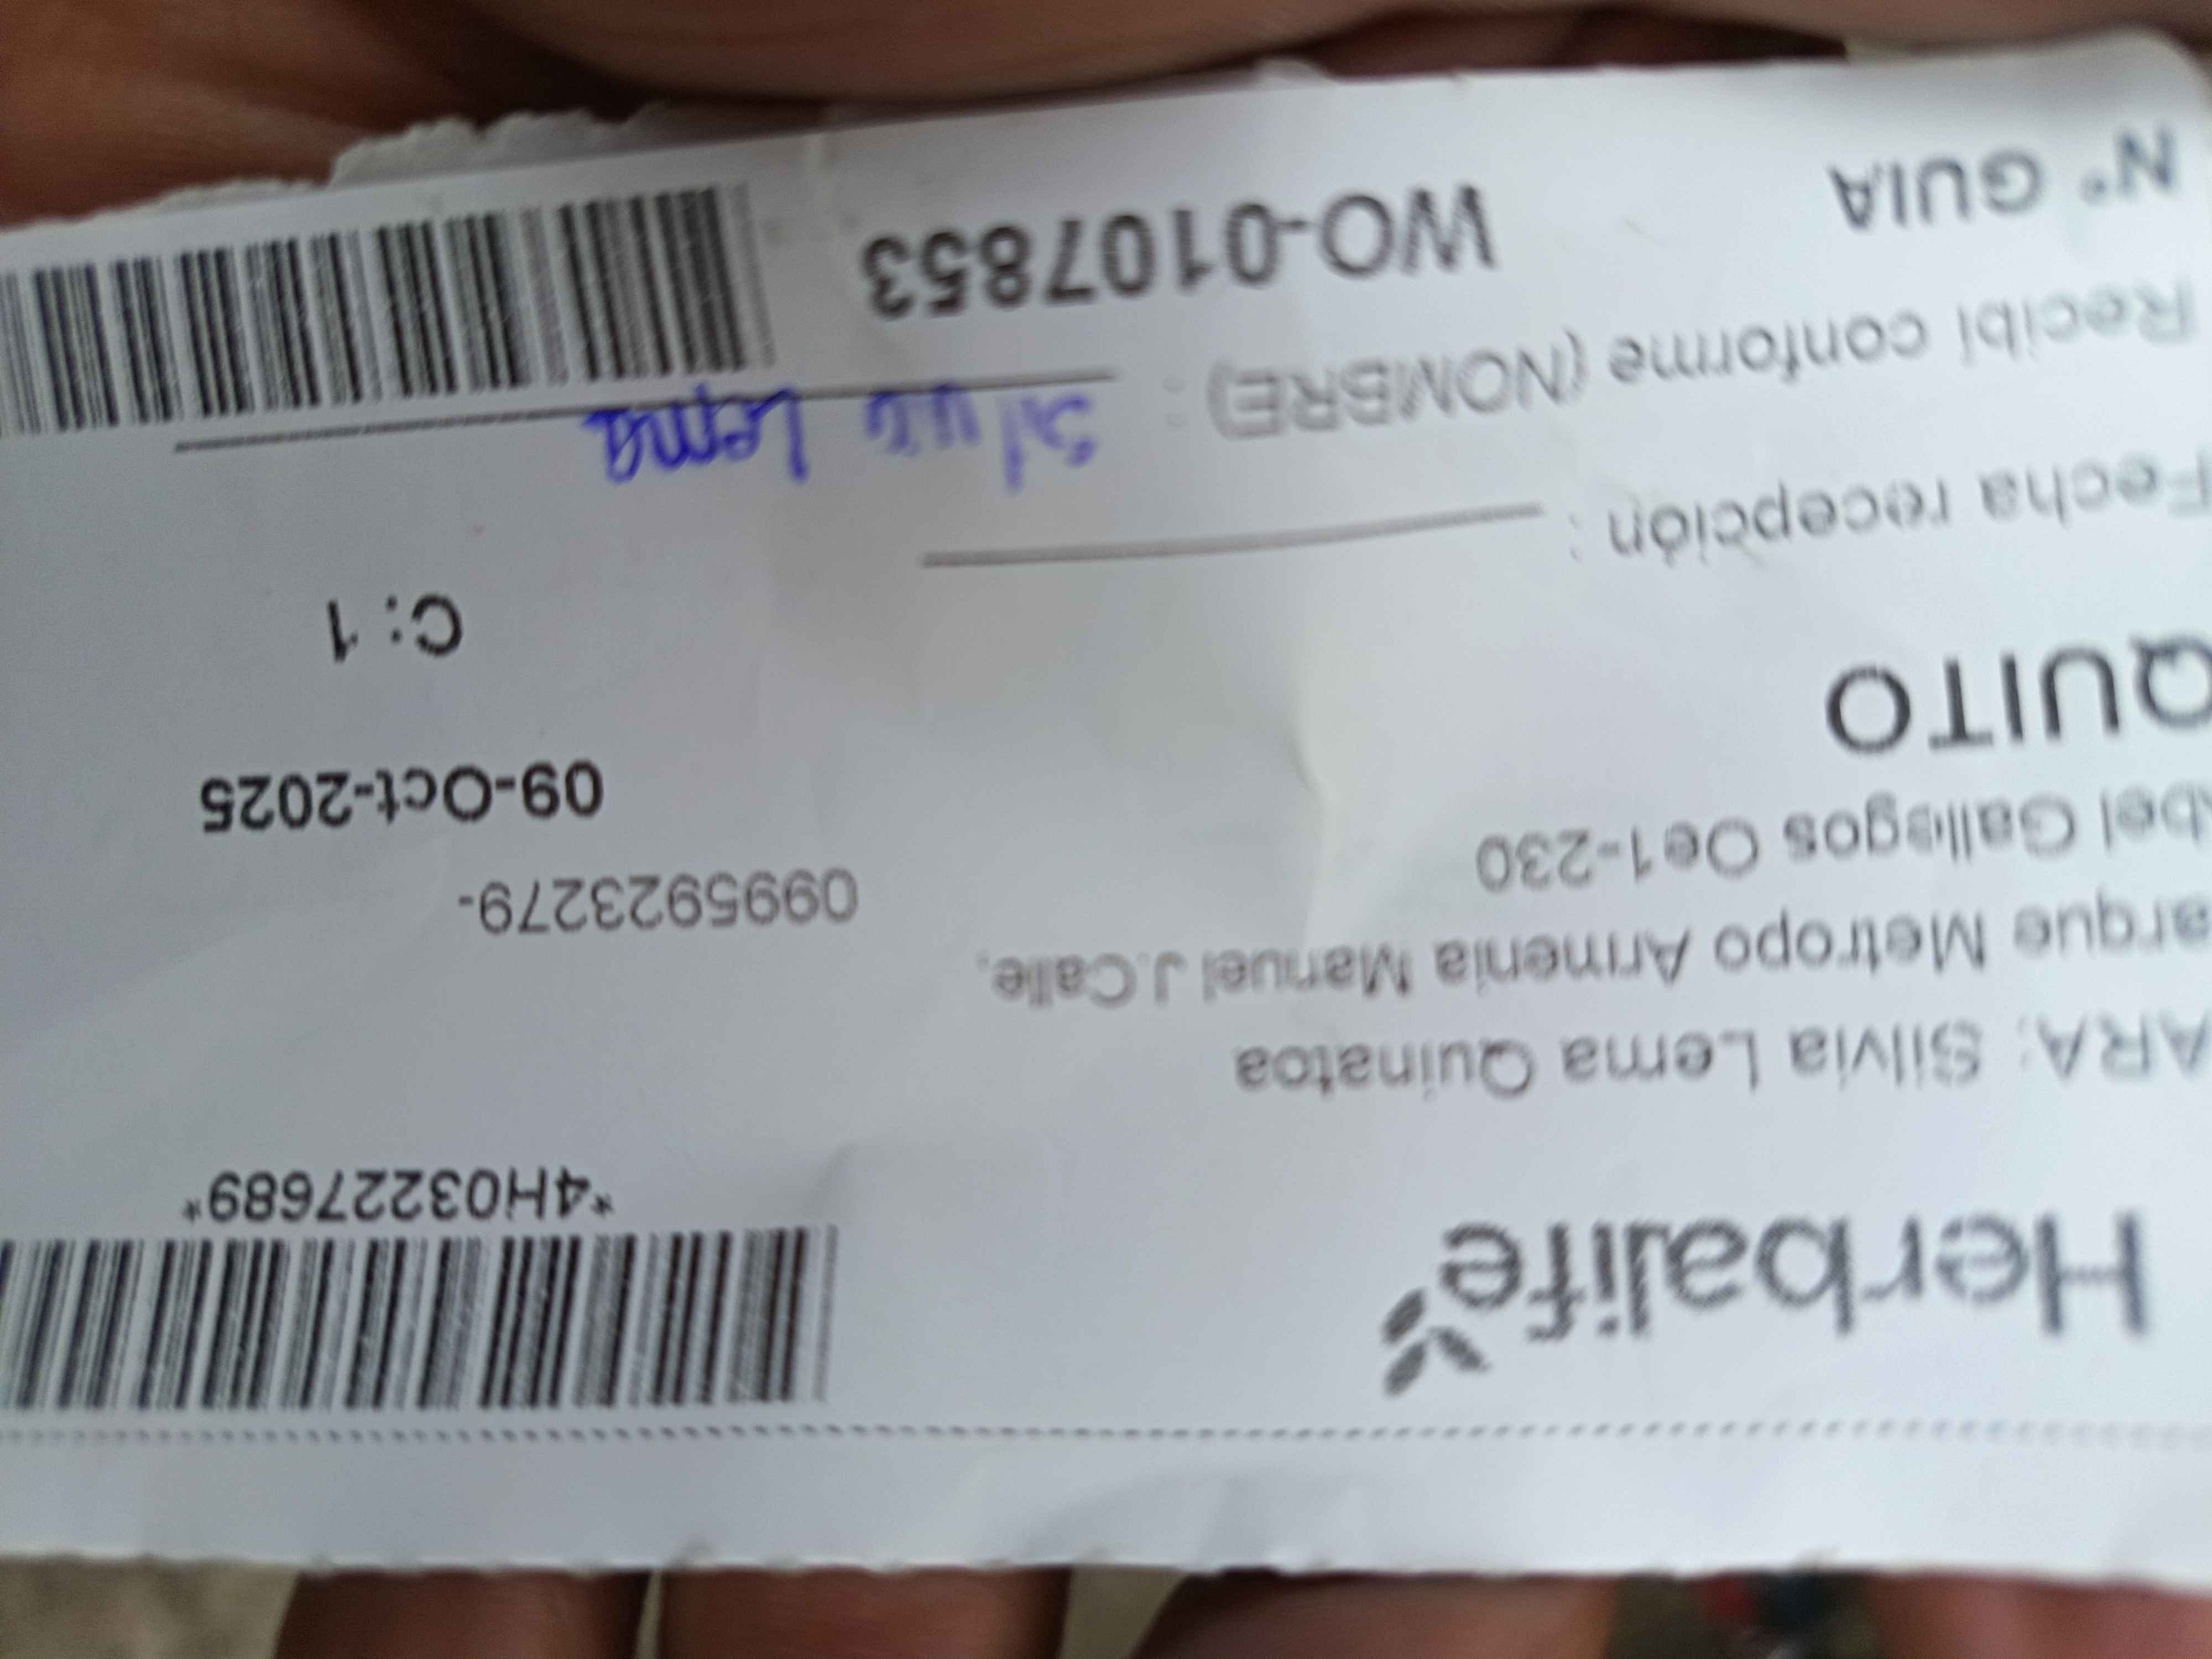 Herbalife
*4H03227689*
ARA: Silvia Lema Quinatoa
arque Metropo Armenia Manuel J.Calle,
0995923279-
bel Gallegos Oe1-230
09-Oct-2025
QUITO
C: 1
Fecha recepción :
Recibi conforme (NOMBRE) : Silvia Lema
N° GUIA WO-0107853